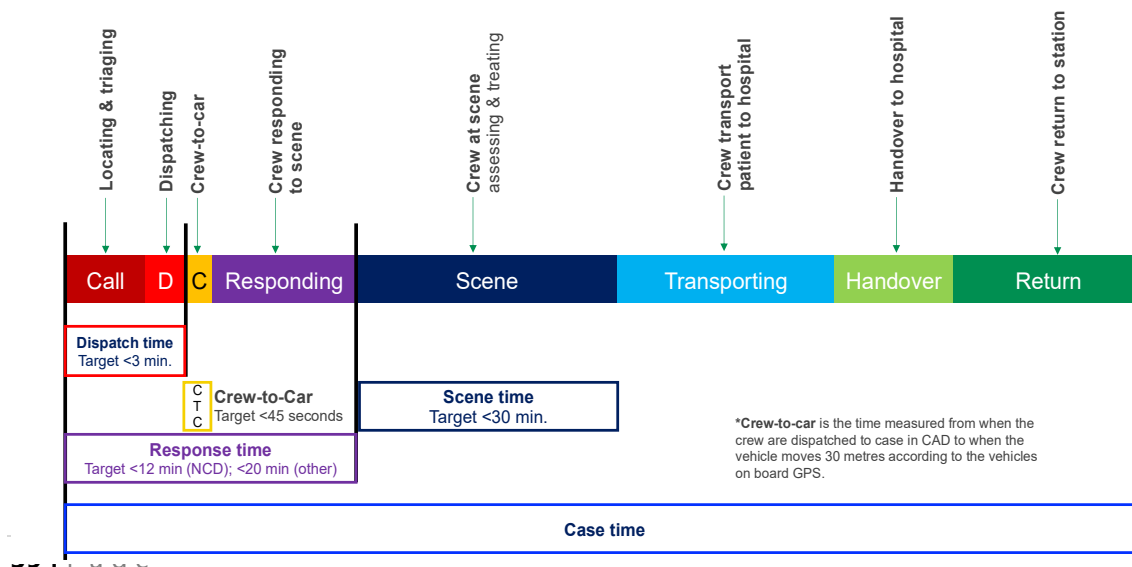 Locating & triaging
Dispatching
Crew-to-car
Crew responding
to scene
Crew at scene
assessing & treating
Crew transport
patient to hospital
Handover to hospital
Crew return to station
Call
D
C
Responding
Scene
Transporting
Handover
Return
Dispatch time
Target <3 min.
C
T
C
Crew-to-Car
Target <45 seconds
Scene time
Target <30 min.
*Crew-to-car is the time measured from when the
crew are dispatched to case in CAD to when the
vehicle moves 30 metres according to the vehicles
on board GPS.
Response time
Target <12 min (NCD); <20 min (other)
Case time